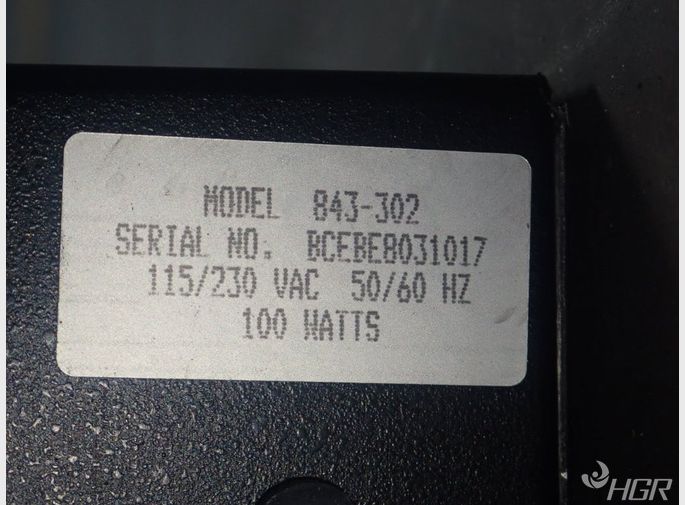 MODEL 843-302
SERIAL NO. BCEBE8031017
115/230 VAC 50/60 HZ
100 WATTS
HGR